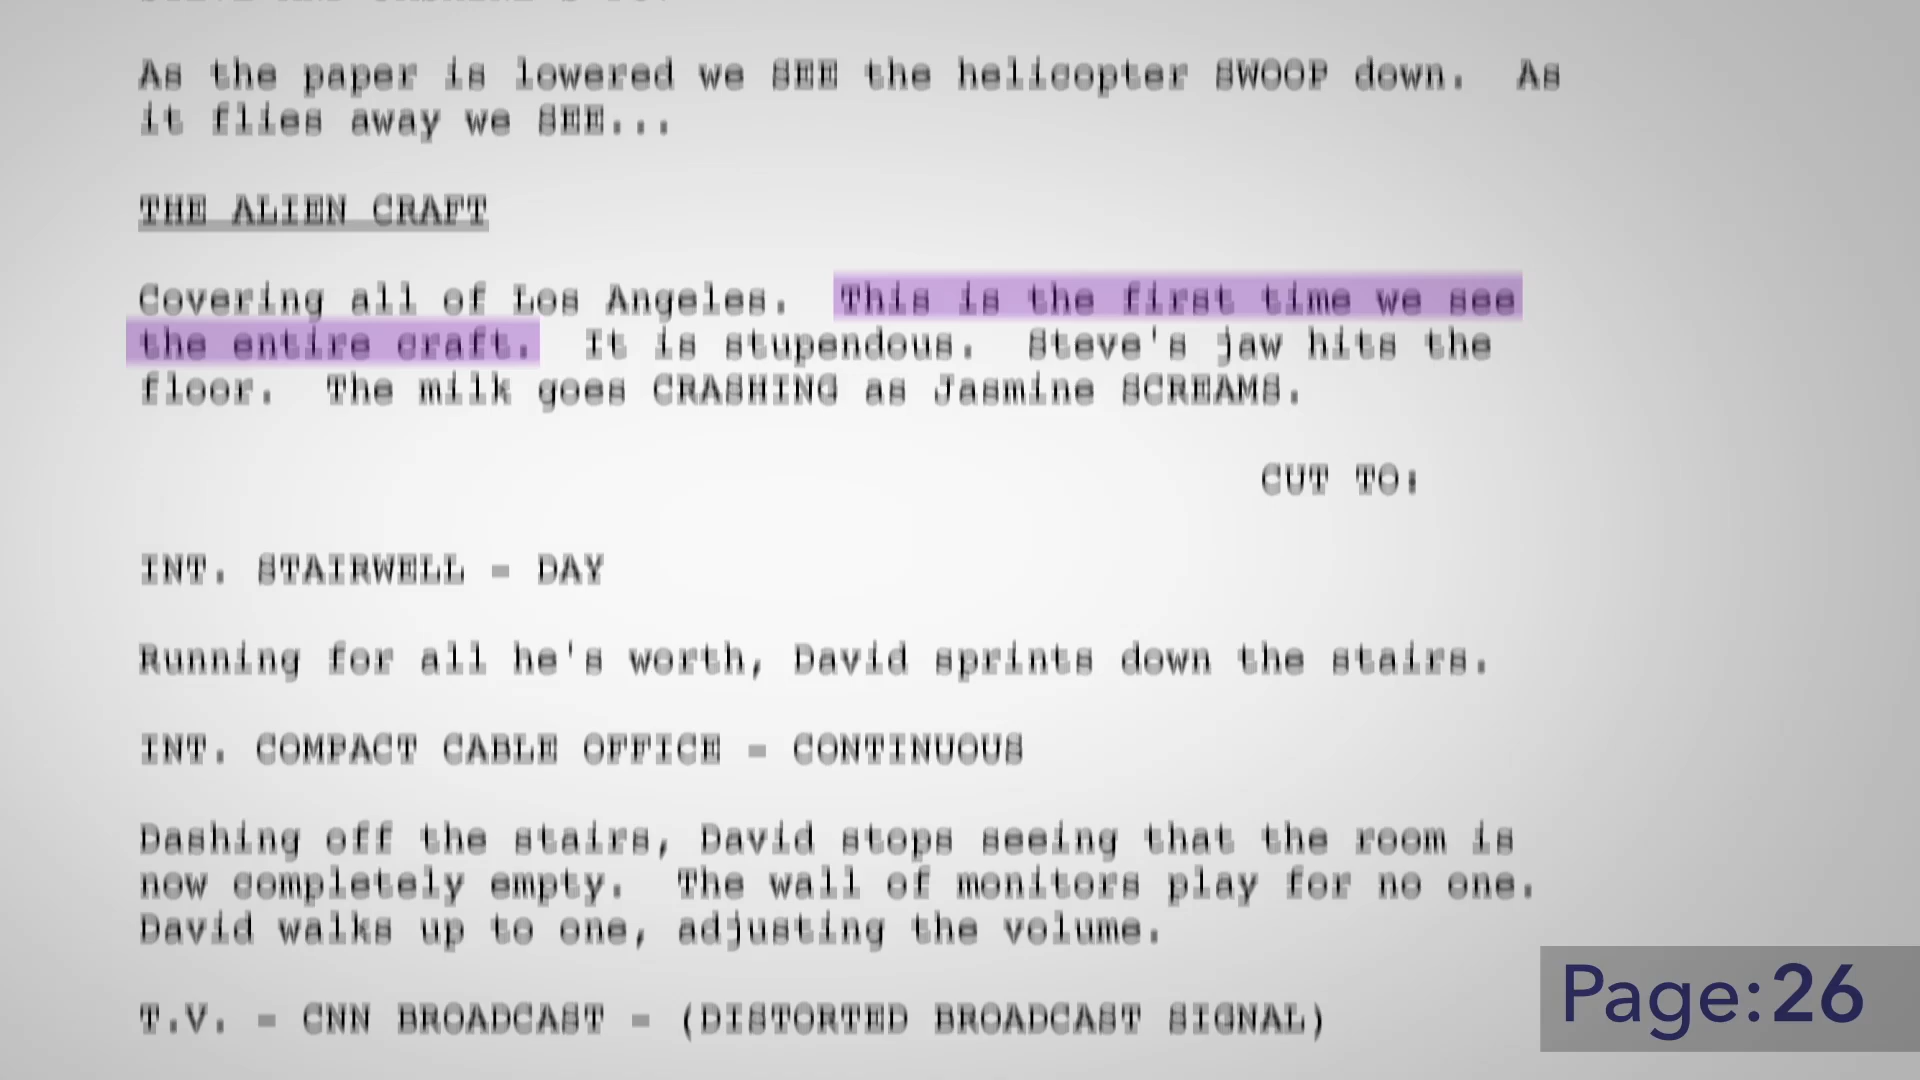 As the paper is lowered we SEE the helicopter SWOOP down.  As
it flies away we SEE...
THE ALIEN CRAFT
Covering all of Los Angeles.  This is the first time we see
the entire craft.  It is stupendous.  Steve's jaw hits the
floor.  The milk goes CRASHING as Jasmine SCREAMS.
CUT TO:
INT. STAIRWELL - DAY
Running for all he's worth, David sprints down the stairs.
INT. COMPACT CABLE OFFICE - CONTINUOUS
Dashing off the stairs, David stops seeing that the room is
now completely empty.  The wall of monitors play for no one.
David walks up to one, adjusting the volume.
T.V. - CNN BROADCAST - (DISTORTED BROADCAST SIGNAL)
Page:26